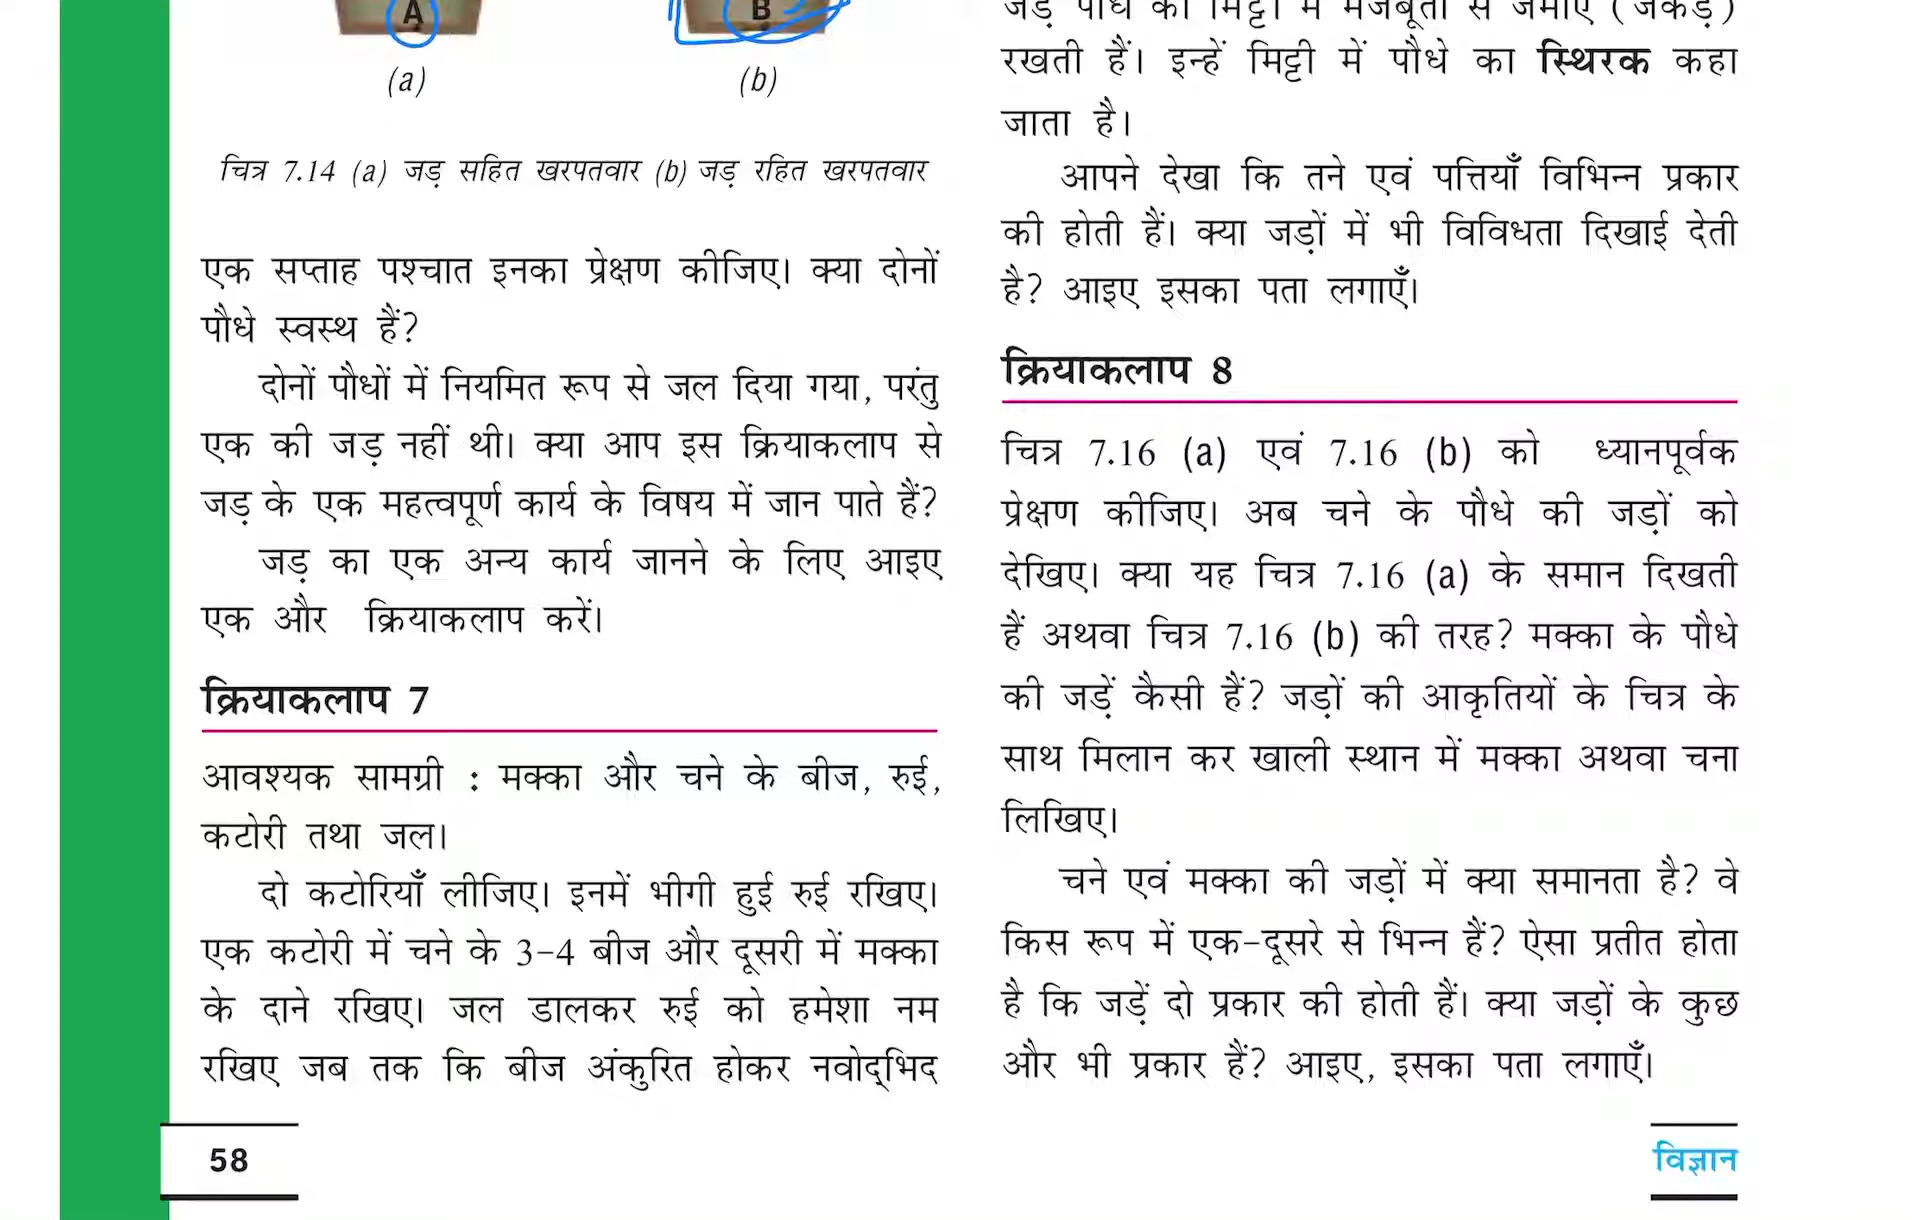 A
B
(a)
(b)
चित्र 7.14 (a) जड़ सहित खरपतवार (b) जड़ रहित खरपतवार
एक सप्ताह पश्चात इनका प्रेक्षण कीजिए। क्या दोनों
पौधे स्वस्थ हैं?
दोनों पौधों में नियमित रूप से जल दिया गया, परंतु
एक की जड़ नहीं थी। क्या आप इस क्रियाकलाप से
जड़ के एक महत्वपूर्ण कार्य के विषय में जान पाते हैं?
जड़ का एक अन्य कार्य जानने के लिए आइए
एक और क्रियाकलाप करें।
क्रियाकलाप 7
आवश्यक सामग्री : मक्का और चने के बीज, रुई,
कटोरी तथा जल।
दो कटोरियाँ लीजिए। इनमें भीगी हुई रुई रखिए।
एक कटोरी में चने के 3-4 बीज और दूसरी में मक्का
के दाने रखिए। जल डालकर रुई को हमेशा नम
रखिए जब तक कि बीज अंकुरित होकर नवोद्‌भिद
जड़ पौधे को मिट्टी में मजबूती से जमाए (जकड़े)
रखती हैं। इन्हें मिट्टी में पौधे का स्थिरक कहा
जाता है।
आपने देखा कि तने एवं पत्तियाँ विभिन्न प्रकार
की होती हैं। क्या जड़ों में भी विविधता दिखाई देती
है? आइए इसका पता लगाएँ।
क्रियाकलाप 8
चित्र 7.16 (a) एवं 7.16 (b) को ध्यानपूर्वक
प्रेक्षण कीजिए। अब चने के पौधे की जड़ों को
देखिए। क्या यह चित्र 7.16 (a) के समान दिखती
हैं अथवा चित्र 7.16 (b) की तरह? मक्का के पौधे
की जड़ें कैसी हैं? जड़ों की आकृतियों के चित्र के
साथ मिलान कर खाली स्थान में मक्का अथवा चना
लिखिए।
चने एवं मक्का की जड़ों में क्या समानता है? वे
किस रूप में एक-दूसरे से भिन्न हैं? ऐसा प्रतीत होता
है कि जड़ें दो प्रकार की होती हैं। क्या जड़ों के कुछ
और भी प्रकार हैं? आइए, इसका पता लगाएँ।
58
विज्ञान